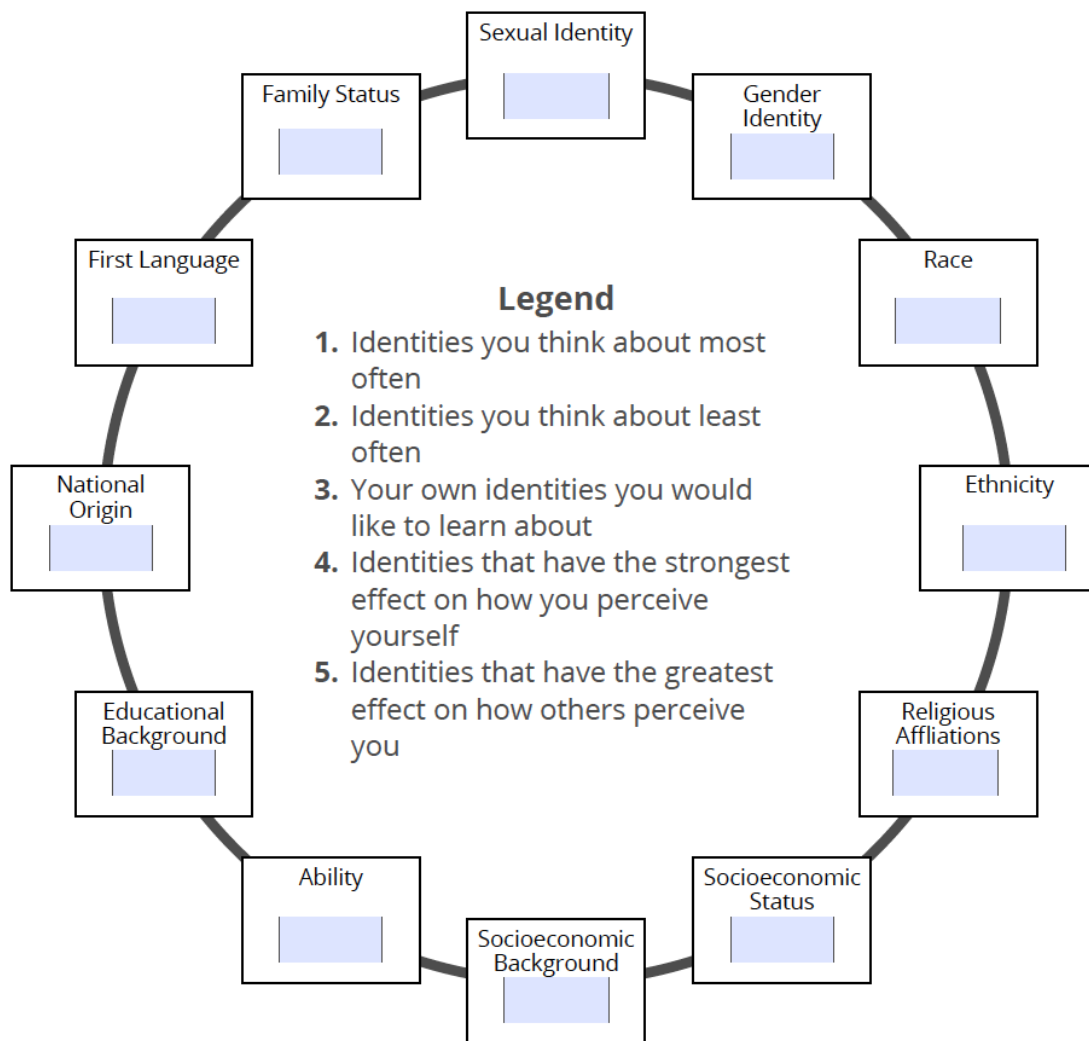 Sexual Identity
Family Status
Gender
Identity
First Language
Race
Legend
1. Identities you think about most
often
2. Identities you think about least
often
3. Your own identities you would
like to learn about
4. Identities that have the strongest
effect on how you perceive
yourself
5. Identities that have the greatest
effect on how others perceive
you
National
Origin
Ethnicity
Educational
Background
Religious
Affliations
Ability
Socioeconomic
Status
Socioeconomic
Background